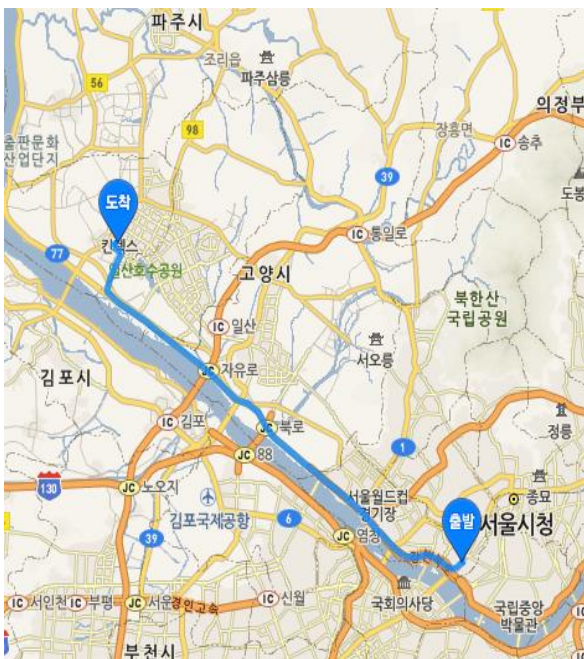 파주시
조리읍
파주삼릉
56
의정부
98
장흥면
IC 송추
출판문화
산업단지
39
도봉
도착
킨텍스
77
일산호수공원
IC 통일로
고양시
북한산
국립공원
IC 일산
서오릉
JC 자유로
김포시
IC 김포
JC 북로
정릉
1
JC 88
130
JC 노오지
종묘
서울월드컵
경기장
출발
서울시청
김포국제공항
6
JC 염창
39
국회의사당
IC 서인천
IC 부평
JC 서운
경인고속
IC 신월
국립중앙
박물관
부천시